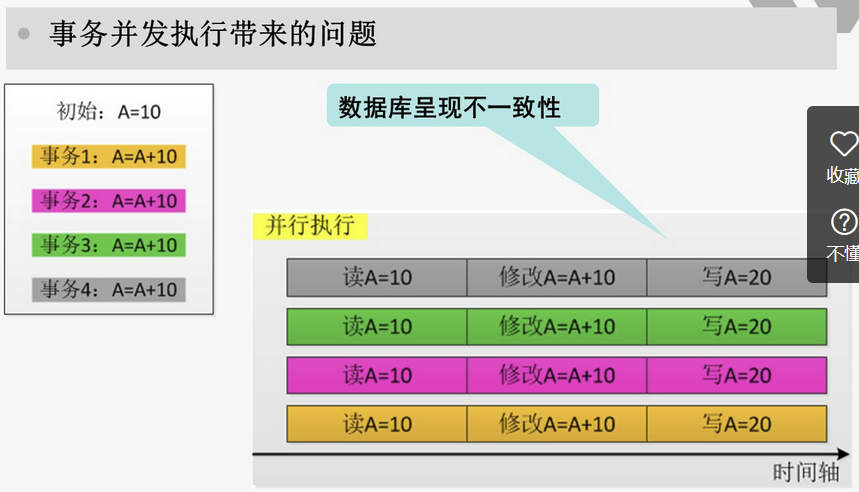 事务并发执行带来的问题
初始：A=10
事务1：A=A+10
事务2：A=A+10
事务3：A=A+10
事务4：A=A+10
数据库呈现不一致性
并行执行
读A=10 修改A=A+10 写A=20
读A=10 修改A=A+10 写A=20
读A=10 修改A=A+10 写A=20
读A=10 修改A=A+10 写A=20
时间轴
收藏
不懂